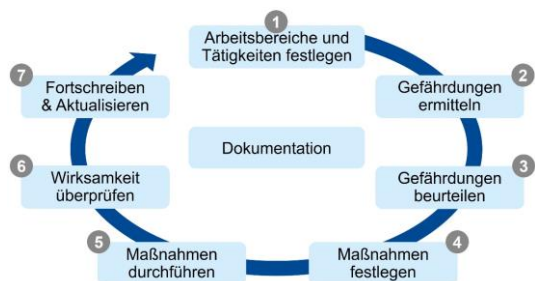 1
Arbeitsbereiche und
Tätigkeiten festlegen
2
Gefährdungen
ermitteln
3
Gefährdungen
beurteilen
4
Maßnahmen
festlegen
5
Maßnahmen
durchführen
6
Wirksamkeit
überprüfen
7
Fortschreiben
& Aktualisieren
Dokumentation